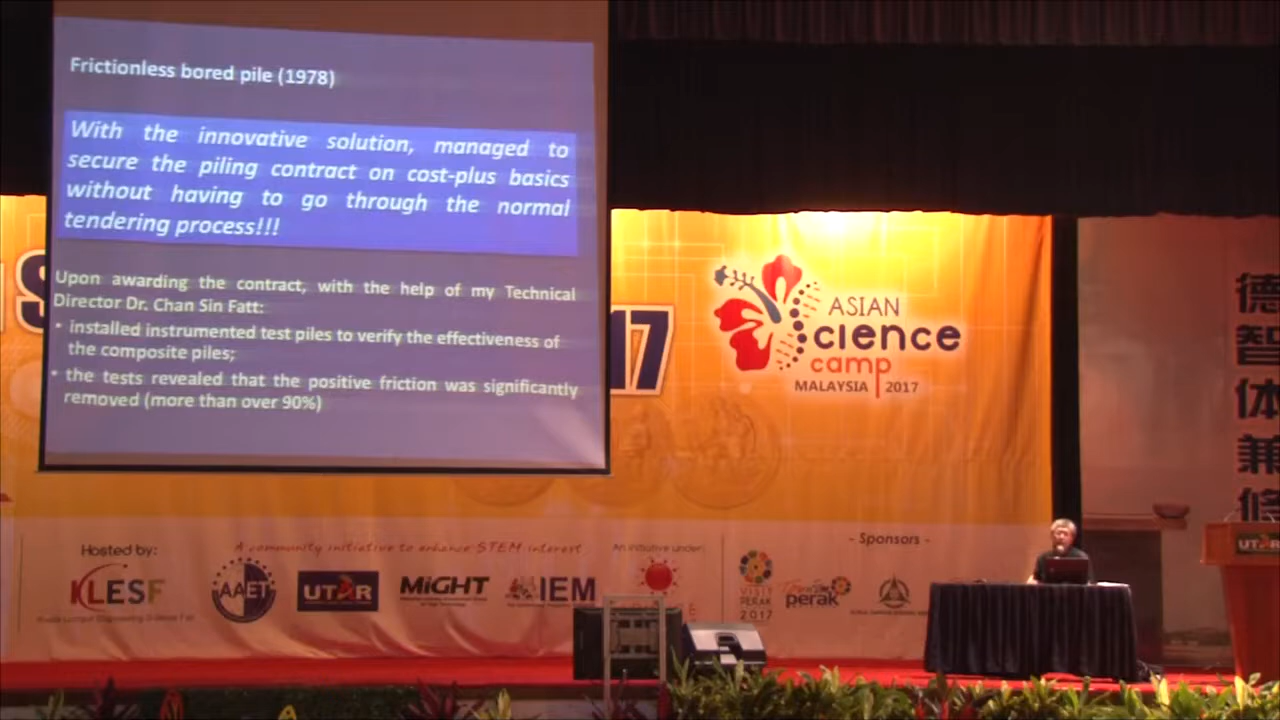 Frictionless bored pile (1978)
With the innovative solution, managed to
secure the piling contract on cost-plus basics
without having to go through the normal
tendering process!!!
Upon awarding the contract, with the help of my Technical
Director Dr. Chan Sin Fatt:
• installed instrumented test piles to verify the effectiveness of
the composite piles;
• the tests revealed that the positive friction was significantly
removed (more than over 90%)
S
17
ASIAN
Science
camp
MALAYSIA 2017
德智体兼修
Hosted by:
KLESF
A community initiative to enhance STEM interest
AAET
UTAR
MiGHT
IEM
An initiative under:
- Sponsors -
VISIT
PERAK
2017
perak
UTAR